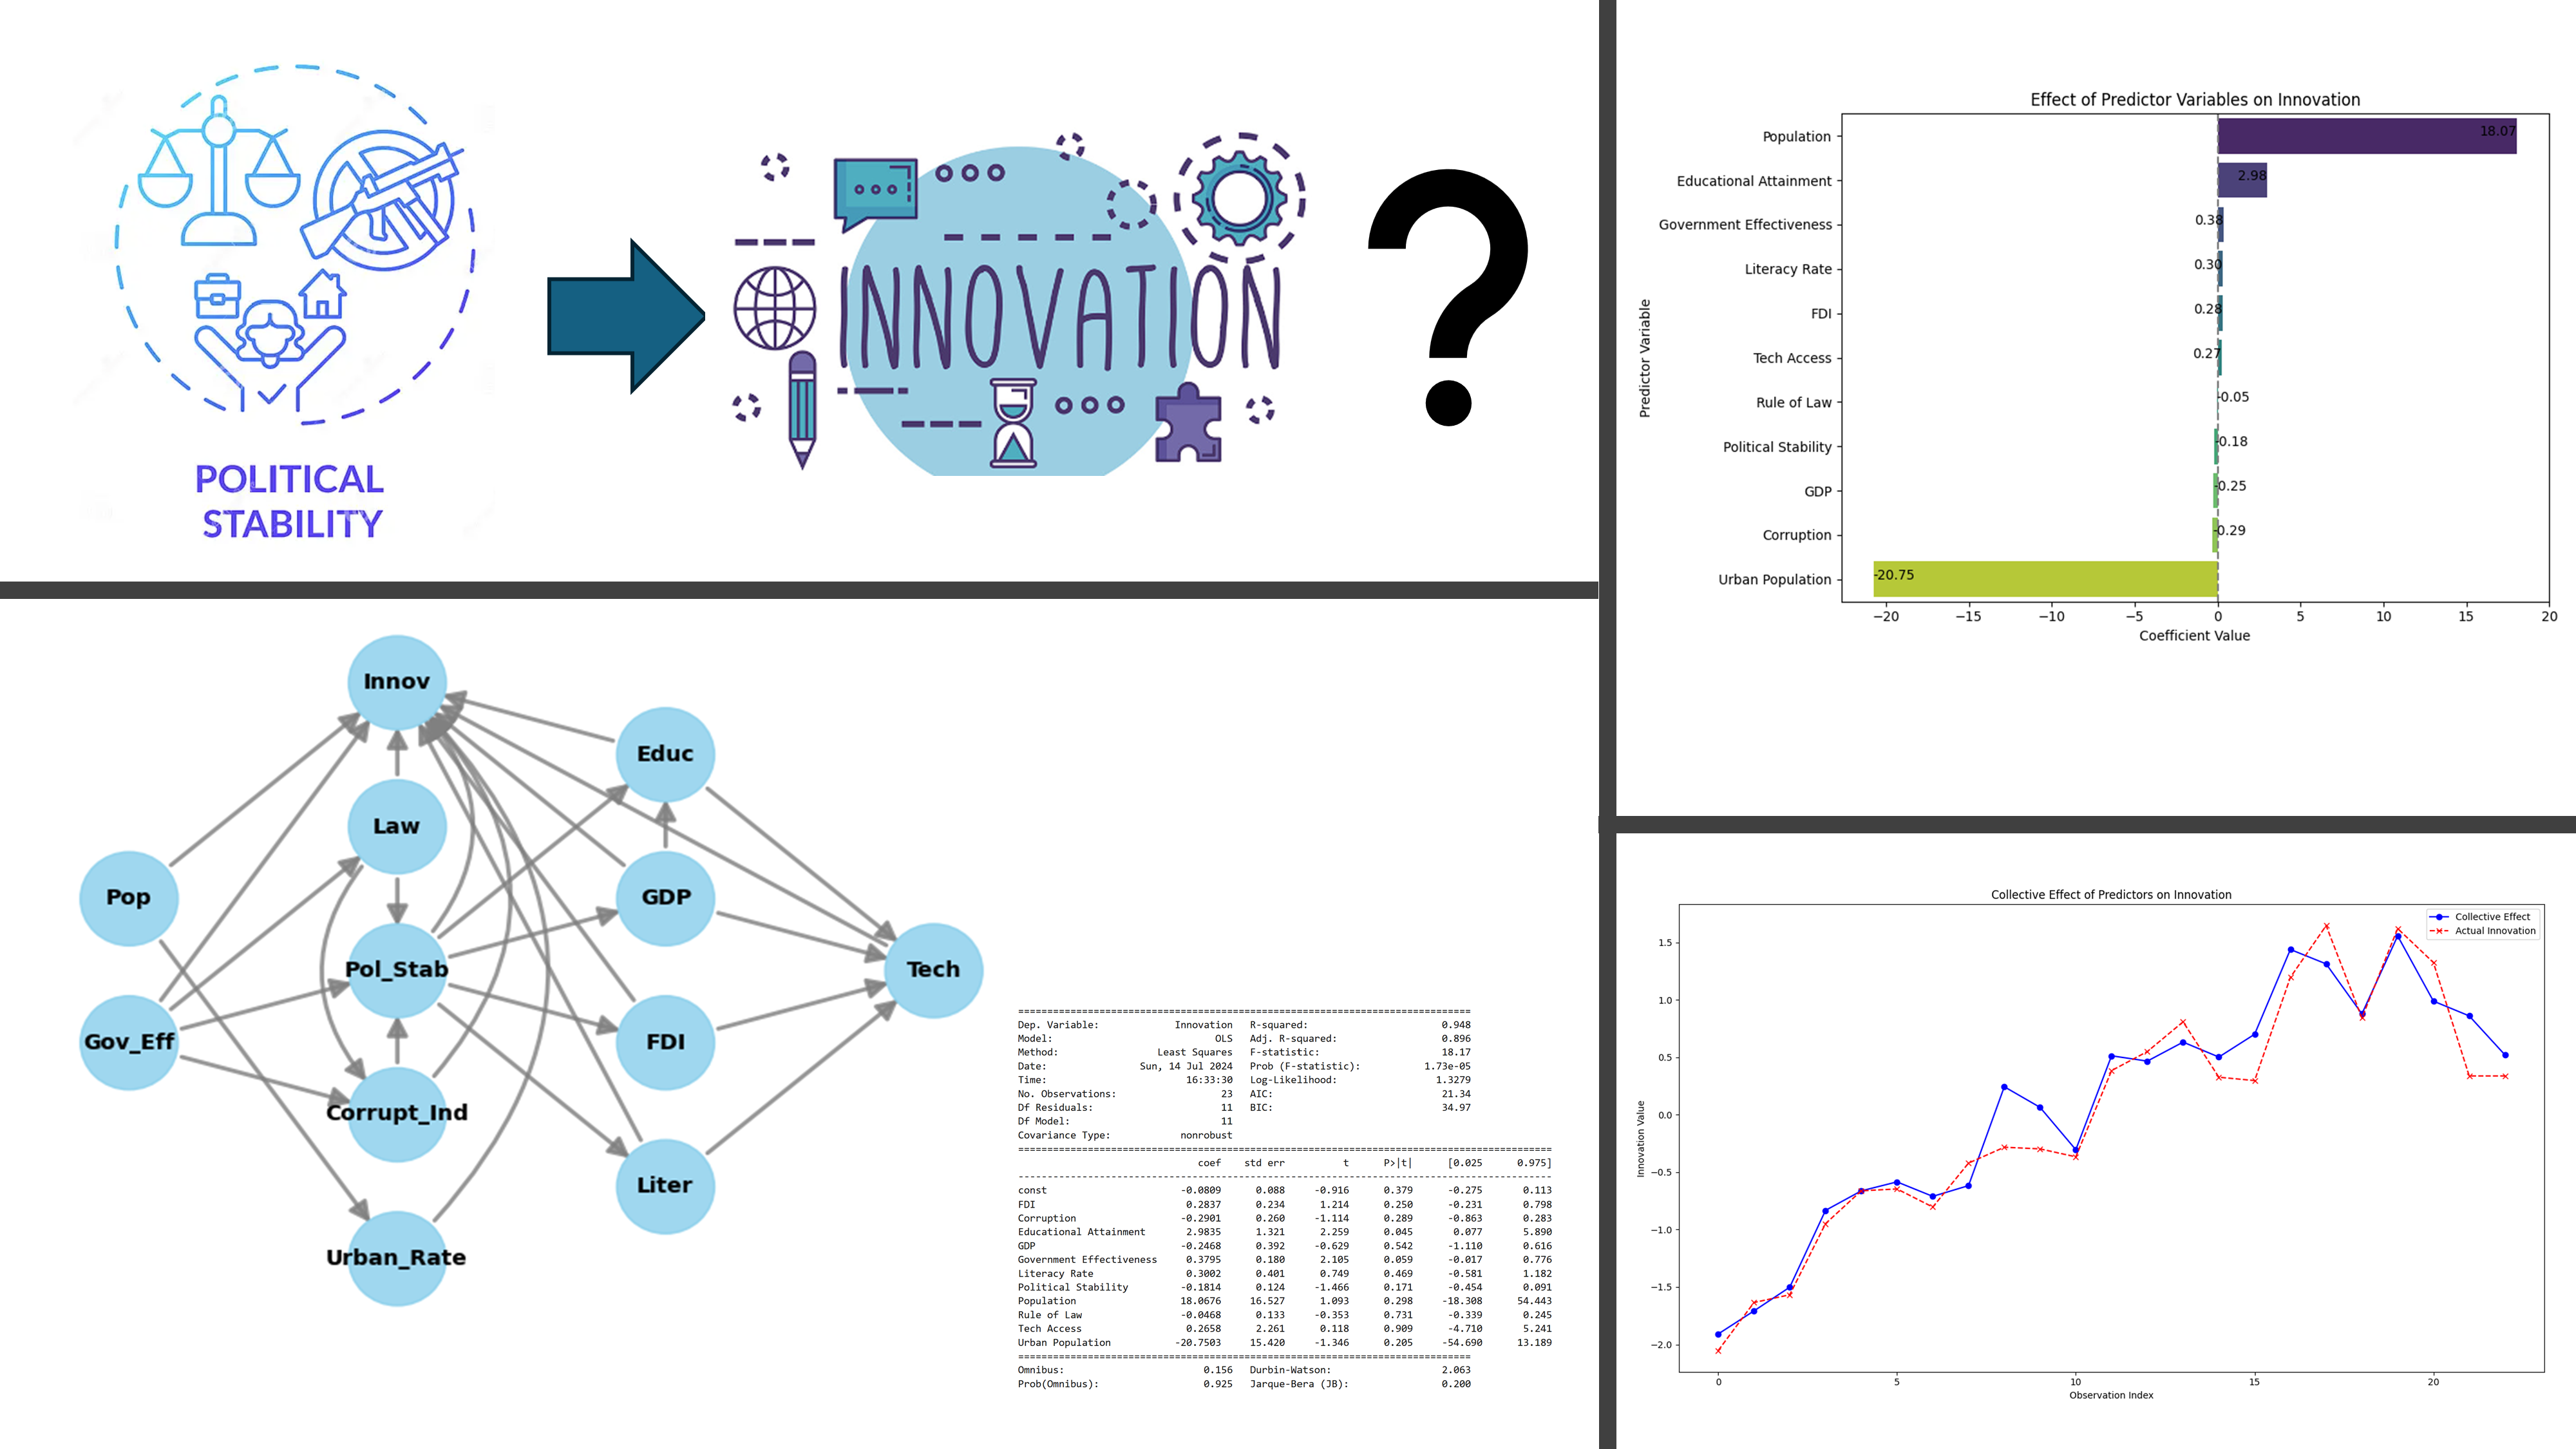 POLITICAL
STABILITY
INNOVATION
?
Innov
Educ
Law
Pop
GDP
Pol_Stab
Tech
Gov_Eff
FDI
Corrupt_Ind
Liter
Urban_Rate
==============================================================================
Dep. Variable: Innovation R-squared: 0.948
Model: OLS Adj. R-squared: 0.896
Method: Least Squares F-statistic: 18.17
Date: Sun, 14 Jul 2024 Prob (F-statistic): 1.73e-05
Time: 16:33:30 Log-Likelihood: 1.3279
No. Observations: 23 AIC: 21.34
Df Residuals: 11 BIC: 34.97
Df Model: 11
Covariance Type: nonrobust
==============================================================================
coef std err t P>|t| [0.025 0.975]
------------------------------------------------------------------------------
const -0.0809 0.088 -0.916 0.379 -0.275 0.113
FDI 0.2837 0.234 1.214 0.250 -0.231 0.798
Corruption -0.2901 0.260 -1.114 0.289 -0.863 0.283
Educational Attainment 2.9835 1.321 2.259 0.045 0.077 5.890
GDP -0.2468 0.392 -0.629 0.542 -1.110 0.616
Government Effectiveness 0.3795 0.180 2.105 0.059 -0.017 0.776
Literacy Rate 0.3002 0.401 0.749 0.469 -0.581 1.182
Political Stability -0.1814 0.124 -1.466 0.171 -0.454 0.091
Population 18.0676 16.527 1.093 0.298 -18.308 54.443
Rule of Law -0.0468 0.133 -0.353 0.731 -0.339 0.245
Tech Access 0.2658 2.261 0.118 0.909 -4.710 5.241
Urban Population -20.7503 15.420 -1.346 0.205 -54.690 13.189
==============================================================================
Omnibus: 0.156 Durbin-Watson: 2.063
Prob(Omnibus): 0.925 Jarque-Bera (JB): 0.200
Effect of Predictor Variables on Innovation
Predictor Variable
Population 18.07
Educational Attainment 2.98
Government Effectiveness 0.38
Literacy Rate 0.30
FDI 0.28
Tech Access 0.27
Rule of Law -0.05
Political Stability -0.18
GDP -0.25
Corruption -0.29
Urban Population -20.75
−20 −15 −10 −5 0 5 10 15 20
Coefficient Value
Collective Effect of Predictors on Innovation
Collective Effect
Actual Innovation
Innovation Value
1.5
1.0
0.5
0.0
−0.5
−1.0
−1.5
−2.0
0 5 10 15 20
Observation Index